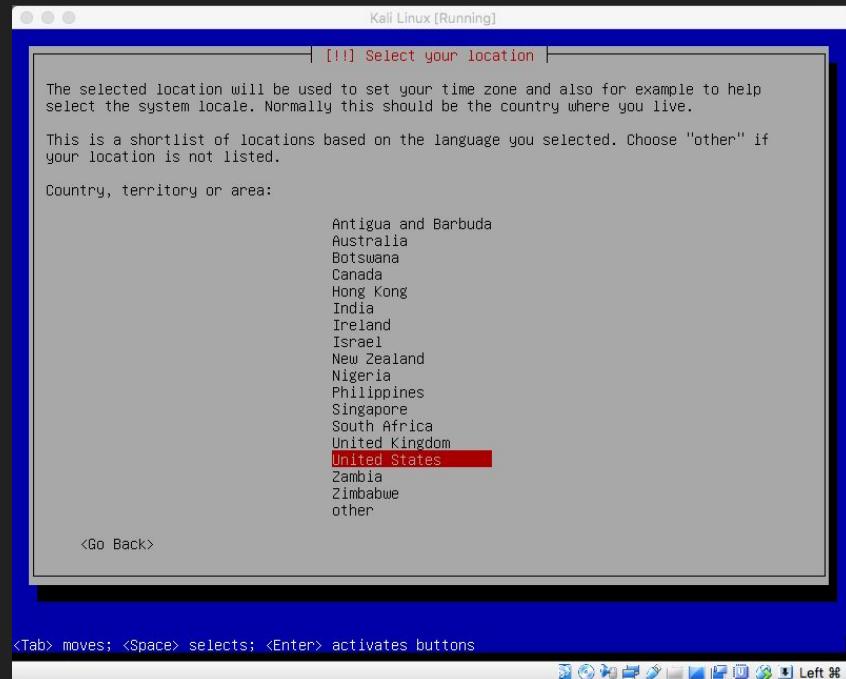 Kali Linux [Running]
[!!] Select your location
The selected location will be used to set your time zone and also for example to help
select the system locale. Normally this should be the country where you live.
This is a shortlist of locations based on the language you selected. Choose "other" if
your location is not listed.
Country, territory or area:
Antigua and Barbuda
Australia
Botswana
Canada
Hong Kong
India
Ireland
Israel
New Zealand
Nigeria
Philippines
Singapore
South Africa
United Kingdom
United States
Zambia
Zimbabwe
other
<Go Back>
<Tab> moves; <Space> selects; <Enter> activates buttons
Left ⌘